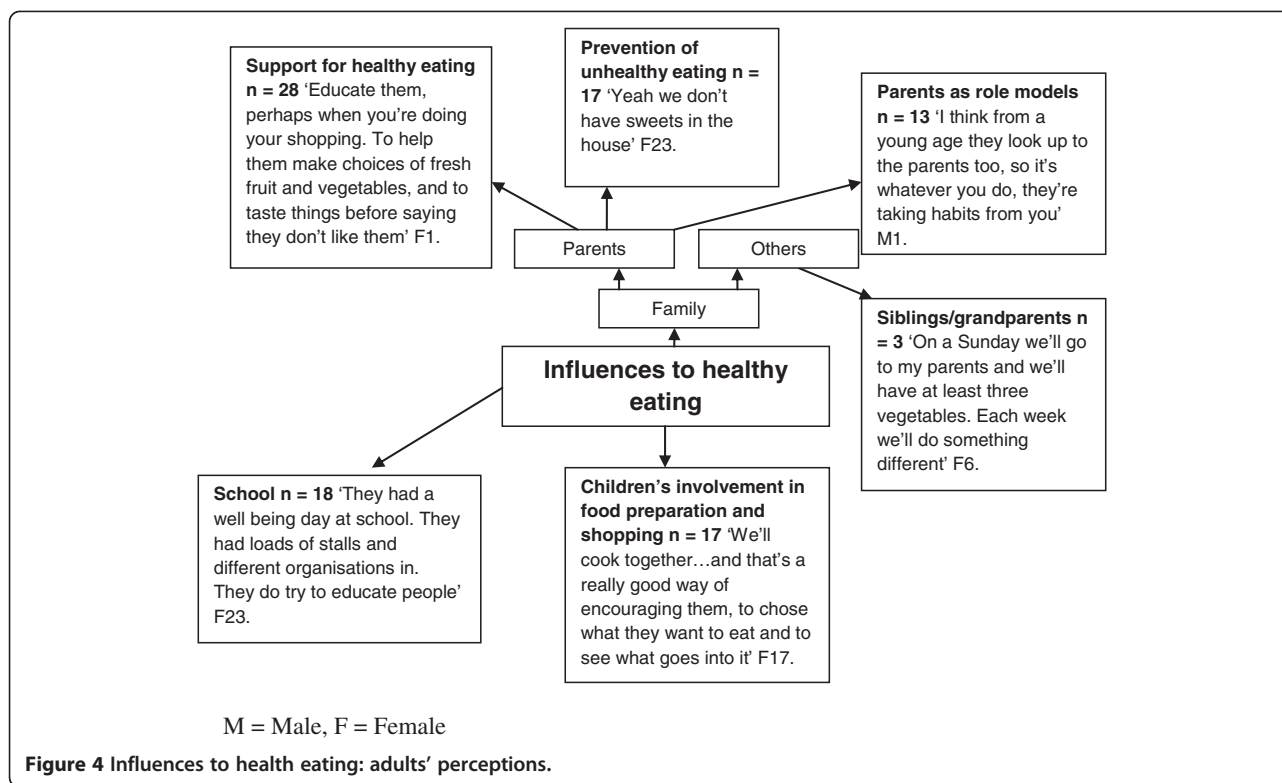 Support for healthy eating
n = 28 'Educate them,
perhaps when you're doing
your shopping. To help
them make choices of fresh
fruit and vegetables, and to
taste things before saying
they don't like them' F1.
Prevention of
unhealthy eating n =
17 'Yeah we don't
have sweets in the
house' F23.
Parents as role models
n = 13 'I think from a
young age they look up to
the parents too, so it's
whatever you do, they're
taking habits from you'
M1.
Parents
Others
Family
Siblings/grandparents n
= 3 'On a Sunday we'll go
to my parents and we'll
have at least three
vegetables. Each week
we'll do something
different' F6.
Influences to healthy
eating
School n = 18 'They had a
well being day at school. They
had loads of stalls and
different organisations in.
They do try to educate people'
F23.
Children's involvement in
food preparation and
shopping n = 17 'We'll
cook together…and that's a
really good way of
encouraging them, to chose
what they want to eat and to
see what goes into it' F17.
M = Male, F = Female
Figure 4 Influences to health eating: adults' perceptions.